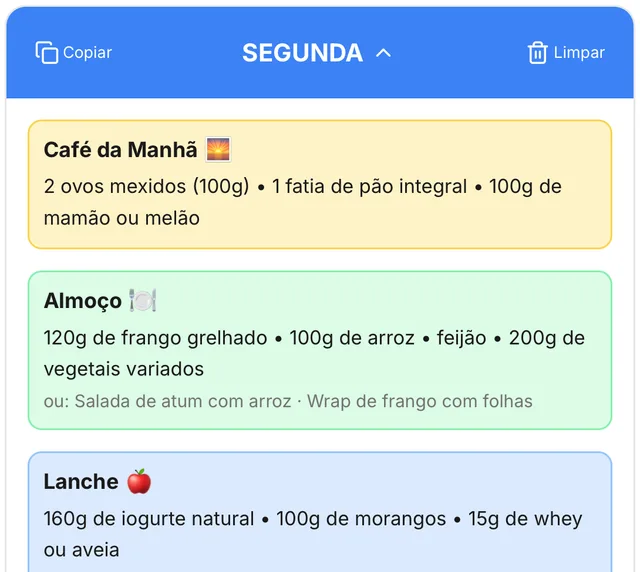 Copiar
SEGUNDA
Limpar
Café da Manhã 🌅
2 ovos mexidos (100g) • 1 fatia de pão integral • 100g de
mamão ou melão
Almoço 🍽️
120g de frango grelhado • 100g de arroz • feijão • 200g de
vegetais variados
ou: Salada de atum com arroz · Wrap de frango com folhas
Lanche 🍎
160g de iogurte natural • 100g de morangos • 15g de whey
ou aveia